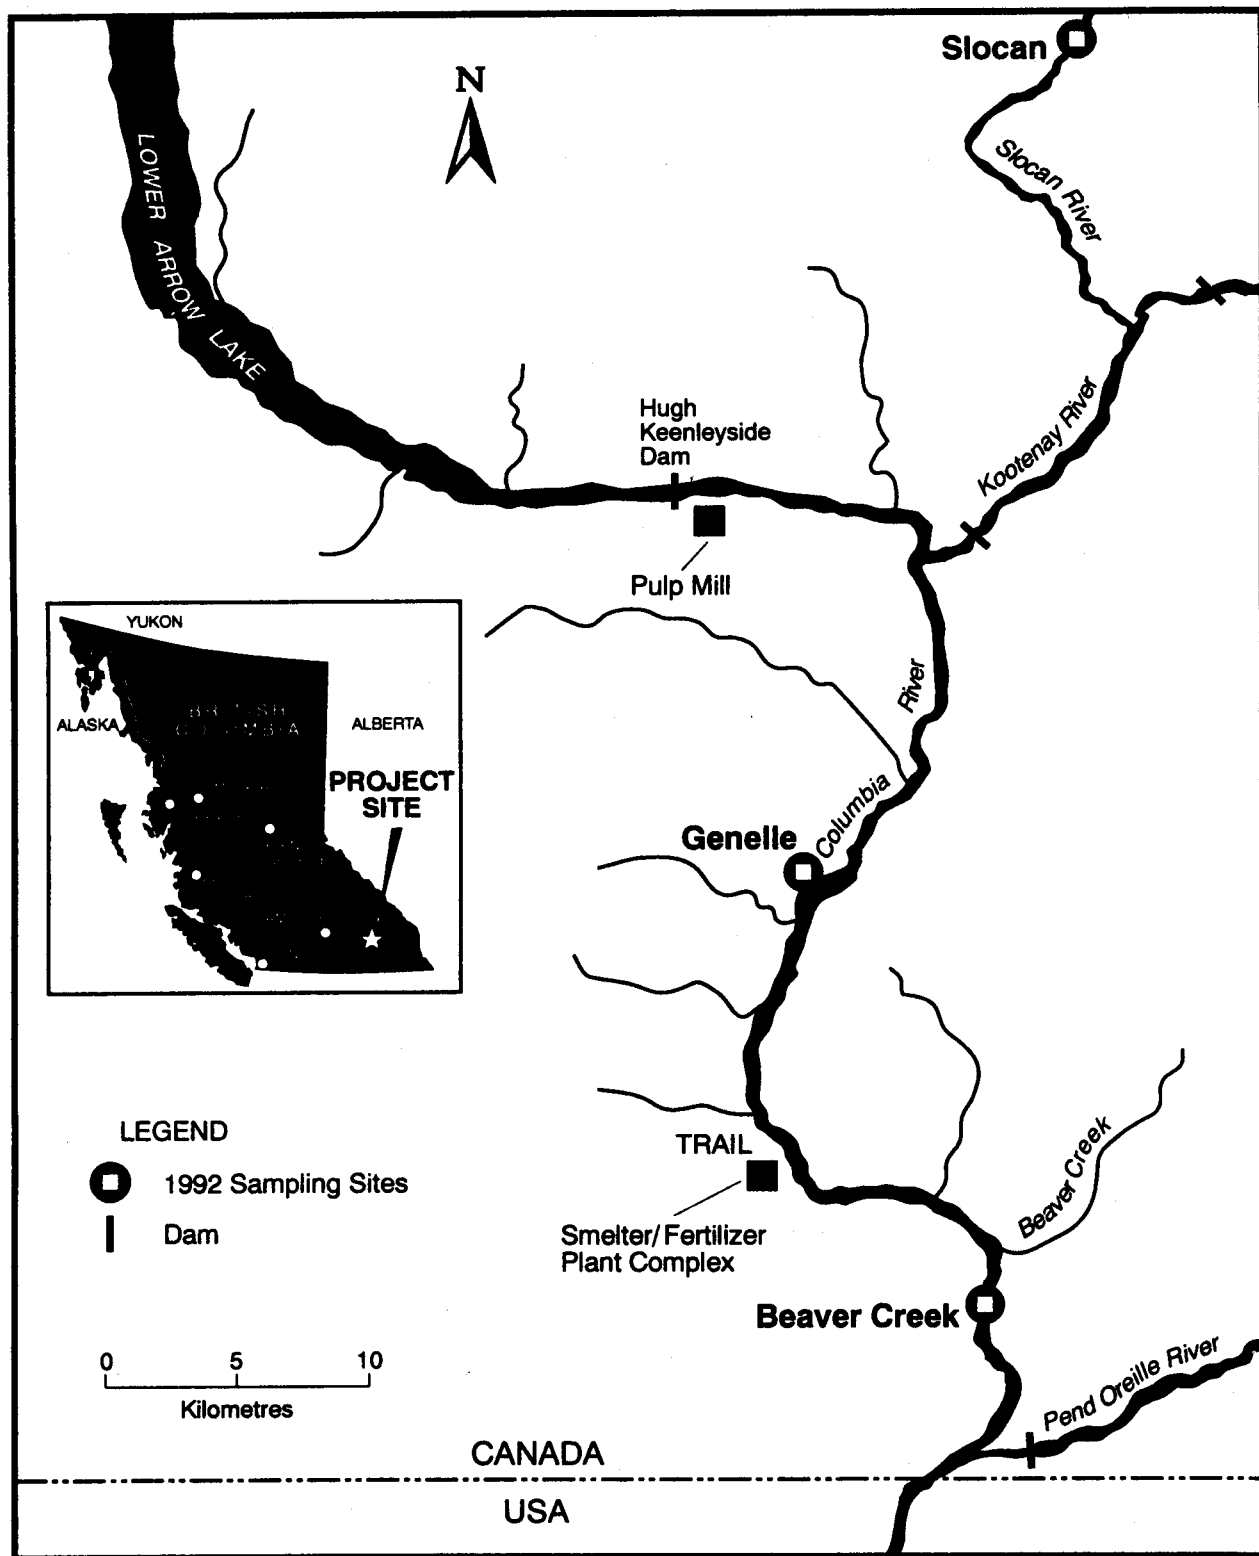 Slocan
N
LOWER ARROW LAKE
Slocan River
Hugh
Keenleyside
Dam
Kootenay River
Pulp Mill
YUKON
BRITISH
COLUMBIA
ALASKA
ALBERTA
PROJECT
SITE
River
Columbia
Genelle
LEGEND
1992 Sampling Sites
Dam
TRAIL
Smelter/Fertilizer
Plant Complex
Beaver Creek
Beaver Creek
0 5 10
Kilometres
Pend Oreille River
CANADA
USA